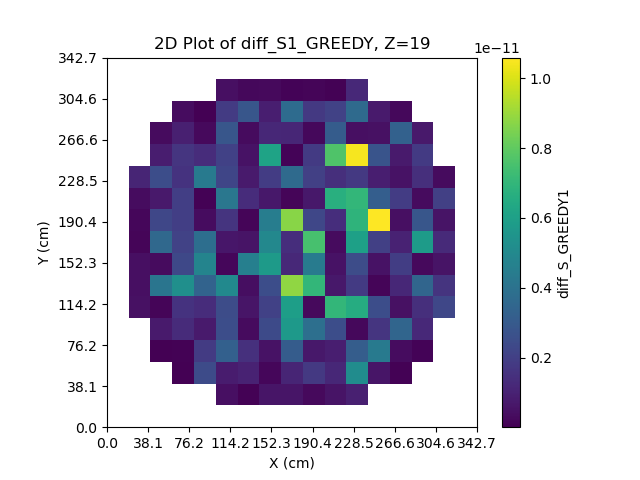 2D Plot of diff_S1_GREEDY, Z=19
1e−11
342.7
304.6
266.6
228.5
190.4
152.3
114.2
76.2
38.1
0.0
Y (cm)
0.0 38.1 76.2 114.2 152.3 190.4 228.5 266.6 304.6 342.7
X (cm)
1.0
0.8
0.6
0.4
0.2
diff_S_GREEDY1